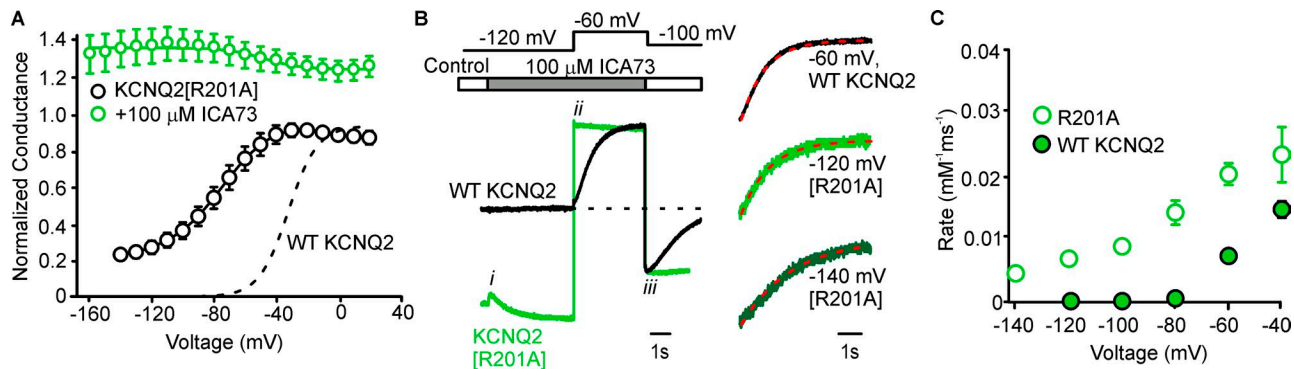 A
Normalized Conductance
1.4
1.2
1.0
0.8
0.6
0.4
0.2
0
KCNQ2[R201A]
+100 μM ICA73
WT KCNQ2
-160 -120 -80 -40 0 40
Voltage (mV)
B
-120 mV
-60 mV
-100 mV
Control
100 μM ICA73
ii
WT KCNQ2
i
iii
KCNQ2
[R201A]
1s
-60 mV,
WT KCNQ2
-120 mV
[R201A]
-140 mV
[R201A]
1s
C
Rate (mM-1ms-1)
0.03
0.02
0.01
0
R201A
WT KCNQ2
-140 -120 -100 -80 -60 -40
Voltage (mV)